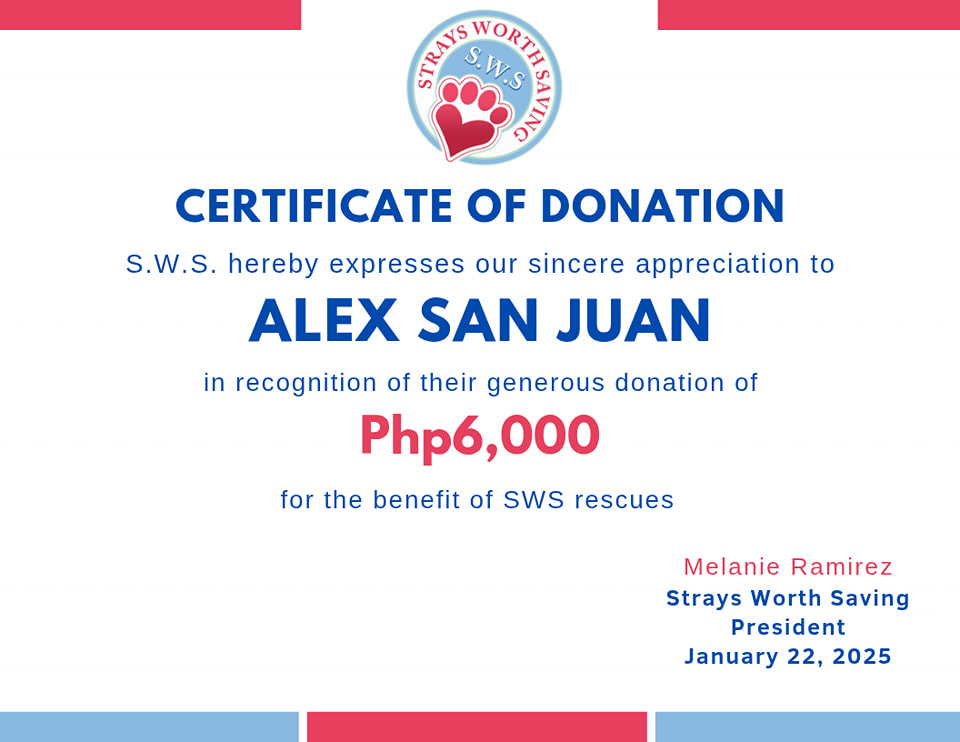 STRAYS WORTH SAVING
S.W.S
CERTIFICATE OF DONATION
S.W.S. hereby expresses our sincere appreciation to
ALEX SAN JUAN
in recognition of their generous donation of
Php6,000
for the benefit of SWS rescues
Melanie Ramirez
Strays Worth Saving
President
January 22, 2025